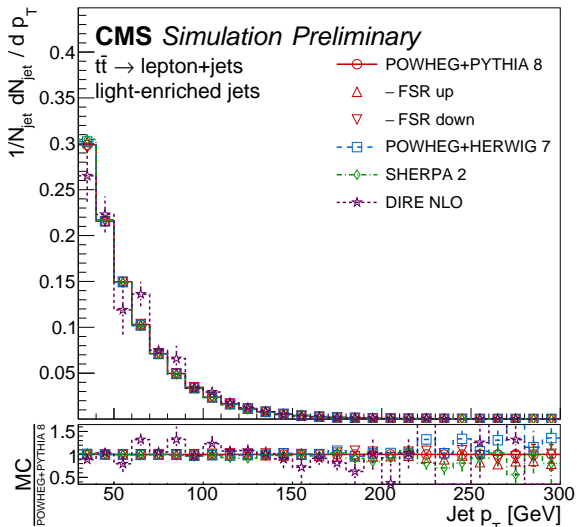 CMS Simulation Preliminary
tt̄ → lepton+jets
light-enriched jets
POWHEG+PYTHIA 8
– FSR up
– FSR down
POWHEG+HERWIG 7
SHERPA 2
DIRE NLO
1/N_jet dN_jet / d p_T
0.4
0.35
0.3
0.25
0.2
0.15
0.1
0.05
MC
POWHEG+PYTHIA 8
1.5
1
0.5
50 100 150 200 250 300
Jet p_T [GeV]